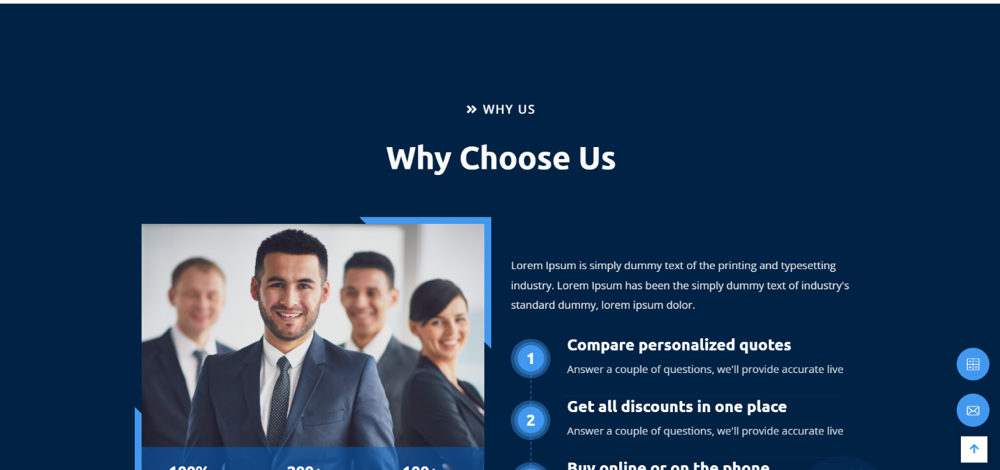 WHY US
Why Choose Us
Lorem Ipsum is simply dummy text of the printing and typesetting
industry. Lorem Ipsum has been the simply dummy text of industry's
standard dummy, lorem ipsum dolor.
1
Compare personalized quotes
Answer a couple of questions, we'll provide accurate live
2
Get all discounts in one place
Answer a couple of questions, we'll provide accurate live
Buy online or on the phone
100% 200+ 100+